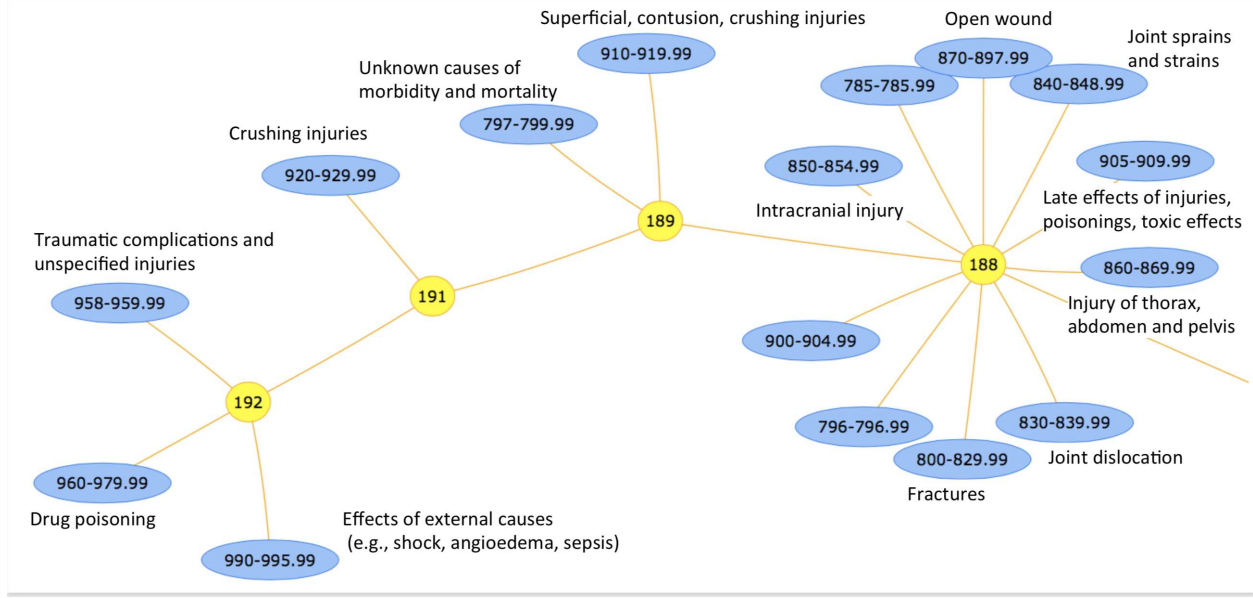 Superficial, contusion, crushing injuries
910-919.99
Open wound
870-897.99
Joint sprains
and strains
785-785.99
840-848.99
Unknown causes of
morbidity and mortality
797-799.99
Crushing injuries
920-929.99
850-854.99
Intracranial injury
905-909.99
Late effects of injuries,
poisonings, toxic effects
189
188
860-869.99
Injury of thorax,
abdomen and pelvis
Traumatic complications and
unspecified injuries
958-959.99
191
900-904.99
192
796-796.99
830-839.99
Joint dislocation
800-829.99
Fractures
960-979.99
Drug poisoning
Effects of external causes
(e.g., shock, angioedema, sepsis)
990-995.99